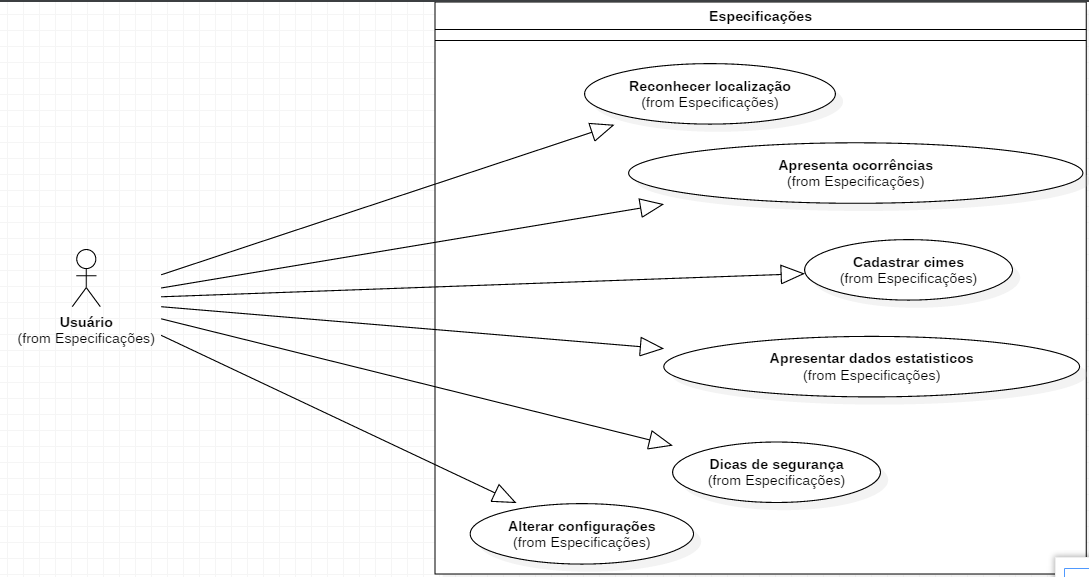 Especificações
Reconhecer localização
(from Especificações)
Apresenta ocorrências
(from Especificações)
Cadastrar cimes
(from Especificações)
Usuário
(from Especificações)
Apresentar dados estatisticos
(from Especificações)
Dicas de segurança
(from Especificações)
Alterar configurações
(from Especificações)